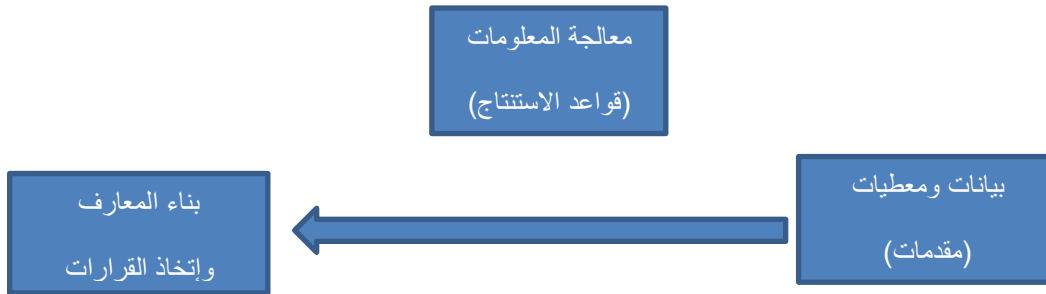 معالجة المعلومات
(قواعد الاستنتاج)
بيانات ومعطيات
(مقدمات)
بناء المعارف
وإتخاذ القرارات